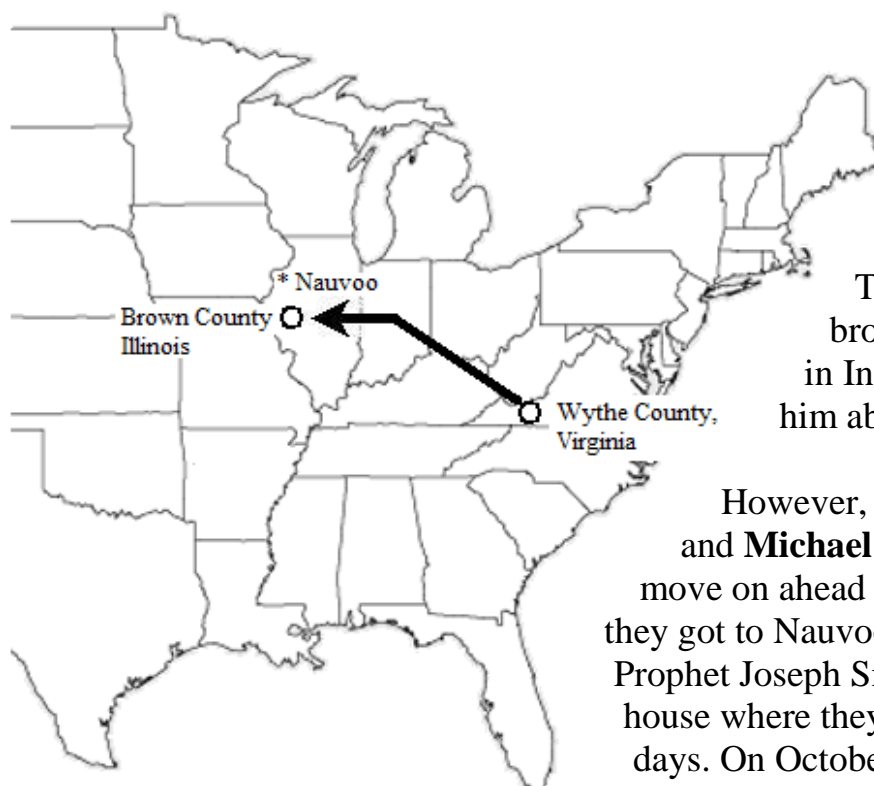 * Nauvoo
Brown County
Illinois
Wythe County,
Virginia
T
bro
in In
him ab
However,
and Michael
move on ahead
they got to Nauvoo
Prophet Joseph S
house where they
days. On Octobe